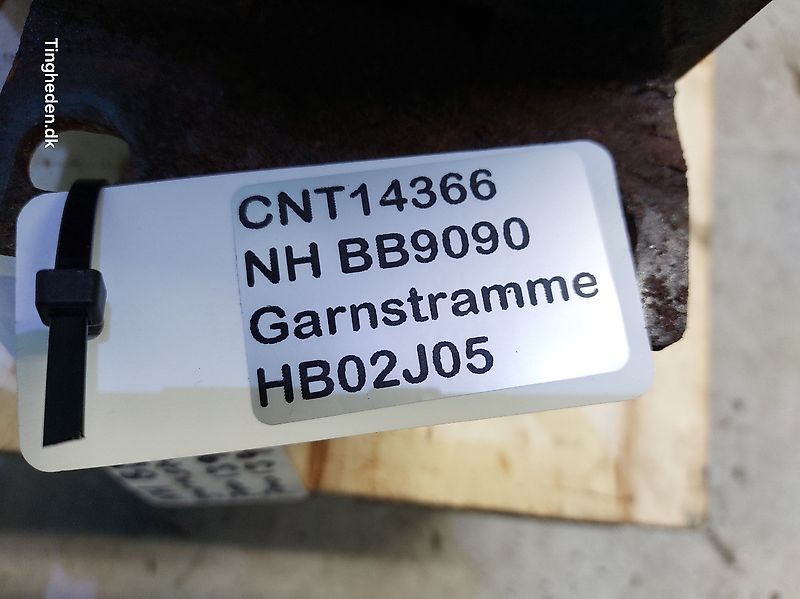 Tingheden.dk
CNT14366
NH BB9090
Garnstramme
HB02J05